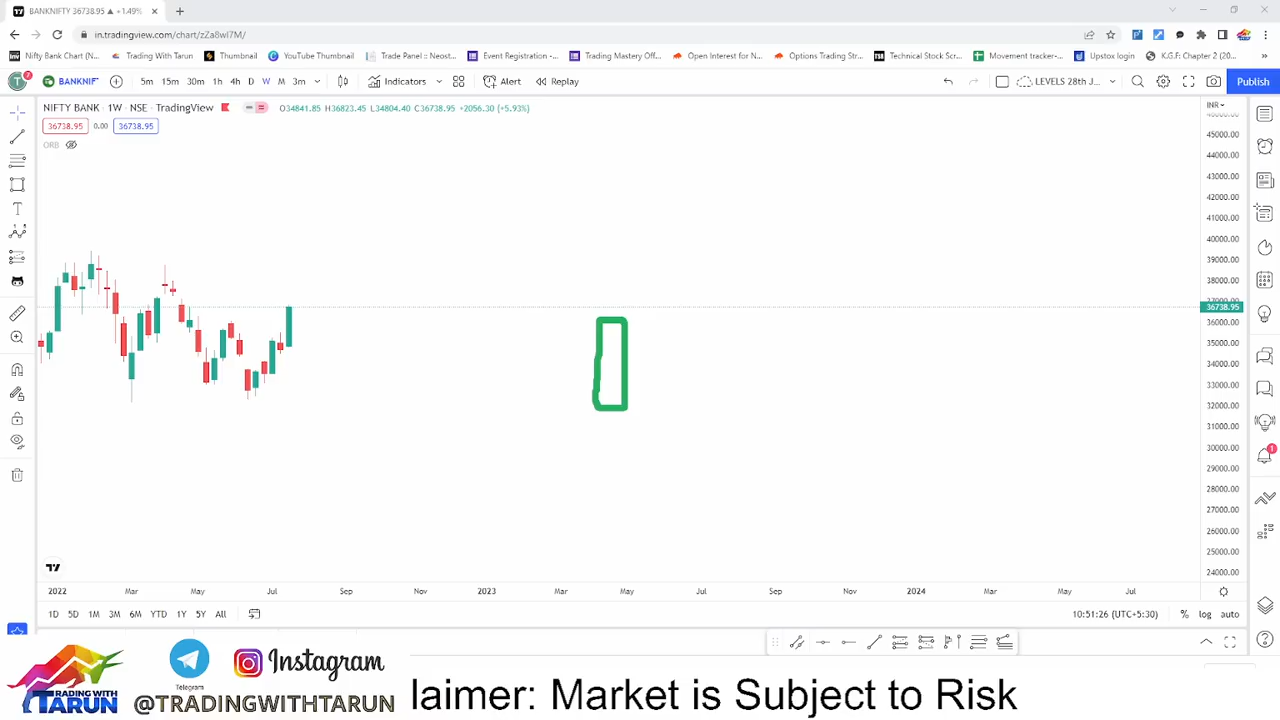 BANKNIFTY 36738.95 ▲ +1.49%
in.tradingview.com/chart/zZa8wI7M/
Nifty Bank Chart (N... Trading With Tarun Thumbnail YouTube Thumbnail Trade Panel :: Neost... Event Registration -... Trading Mastery Off... Open Interest for N... Options Trading Str... Technical Stock Scr... Movement tracker-... Upstox login K.G.F: Chapter 2 (20...
BANKNIF 5m 15m 30m 1h 4h D W M 3m Indicators Alert Replay LEVELS 28th J... Publish
NIFTY BANK · 1W · NSE · TradingView O34841.85 H36823.45 L34804.40 C36738.95 +2056.30 (+5.93%) INR
36738.95 0.00 36738.95
ORB
46000.00
45000.00
44000.00
43000.00
42000.00
41000.00
40000.00
39000.00
38000.00
37000.00
36738.95
36000.00
35000.00
34000.00
33000.00
32000.00
31000.00
30000.00
29000.00
28000.00
27000.00
26000.00
25000.00
24000.00
2022 Mar May Jul Sep Nov 2023 Mar May Jul Sep Nov 2024 Mar May Jul
1D 5D 1M 3M 6M YTD 1Y 5Y All 10:51:26 (UTC+5:30) % log auto
TRADING WITH
TARUN
Telegram
Instagram
@TRADINGWITHTARUN
laimer: Market is Subject to Risk